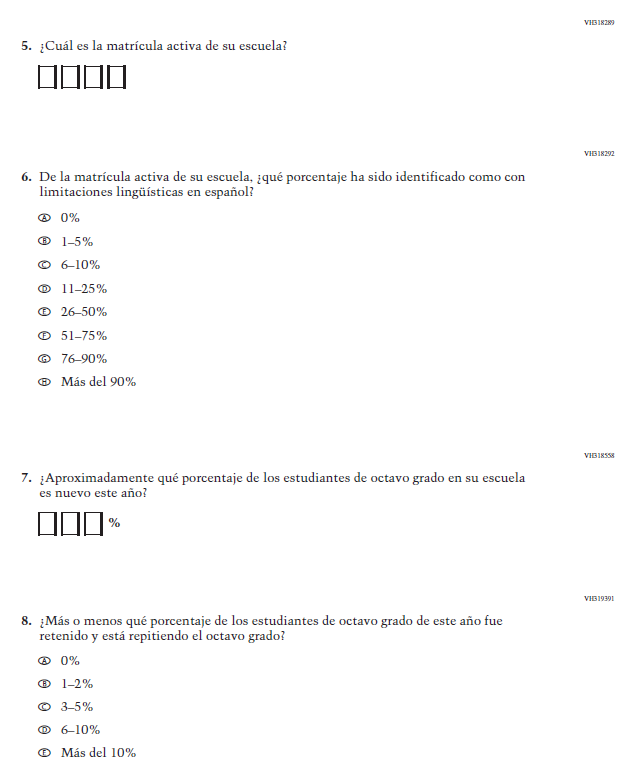 VH318289
5. ¿Cuál es la matrícula activa de su escuela?
VH318292
6. De la matrícula activa de su escuela, ¿qué porcentaje ha sido identificado como con
limitaciones lingüísticas en español?
A 0%
B 1–5%
C 6–10%
D 11–25%
E 26–50%
F 51–75%
G 76–90%
H Más del 90%
VH318558
7. ¿Aproximadamente qué porcentaje de los estudiantes de octavo grado en su escuela
es nuevo este año?
%
VH319391
8. ¿Más o menos qué porcentaje de los estudiantes de octavo grado de este año fue
retenido y está repitiendo el octavo grado?
A 0%
B 1–2%
C 3–5%
D 6–10%
E Más del 10%